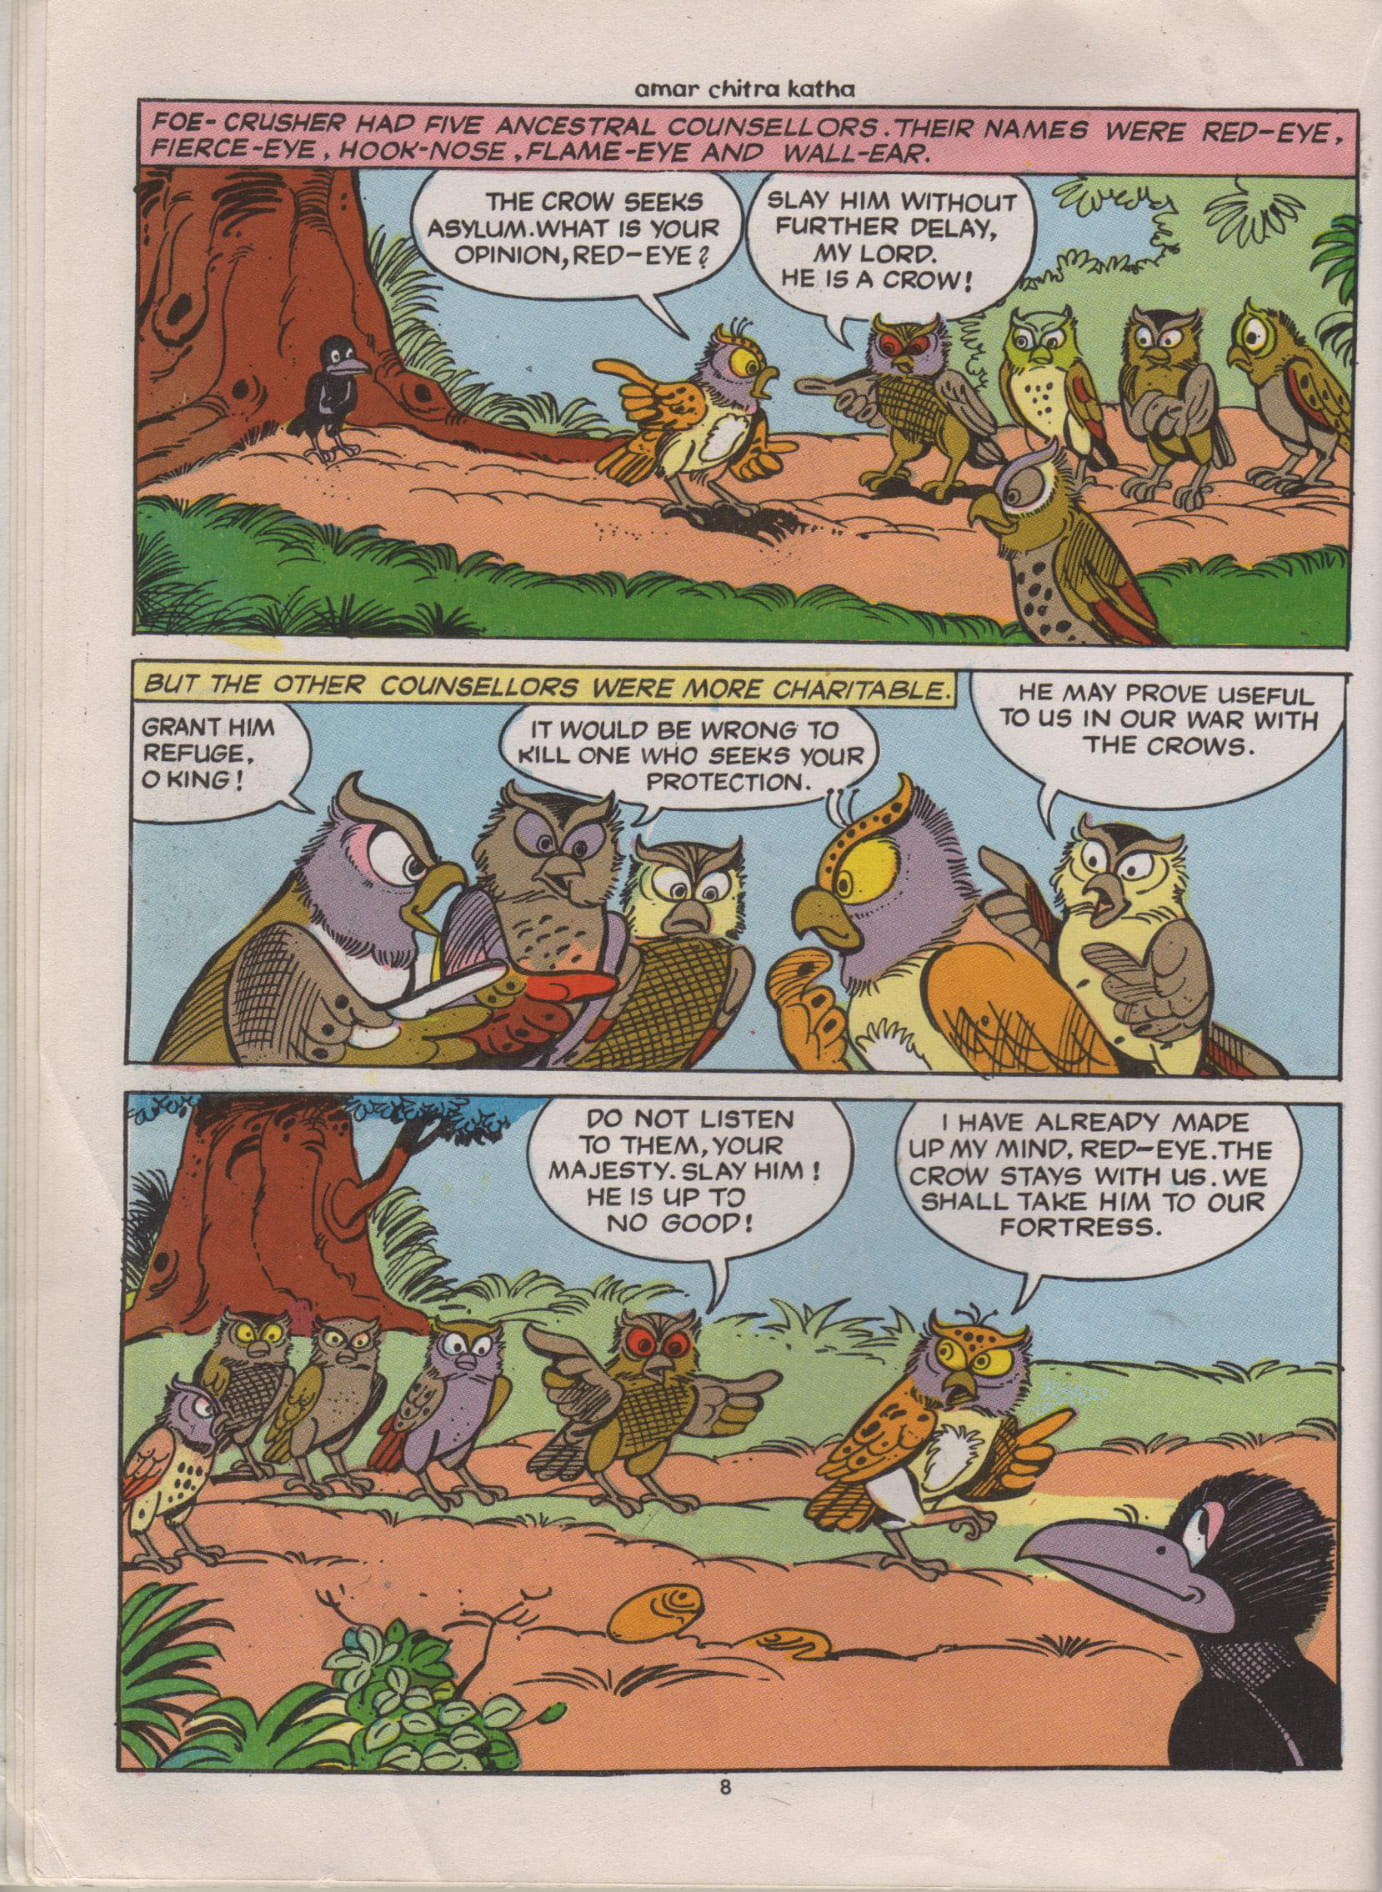 amar chitra katha
FOE-CRUSHER HAD FIVE ANCESTRAL COUNSELLORS. THEIR NAMES WERE RED-EYE,
FIERCE-EYE, HOOK-NOSE, FLAME-EYE AND WALL-EAR.
THE CROW SEEKS
ASYLUM. WHAT IS YOUR
OPINION, RED-EYE?
SLAY HIM WITHOUT
FURTHER DELAY,
MY LORD.
HE IS A CROW!
BUT THE OTHER COUNSELLORS WERE MORE CHARITABLE.
GRANT HIM
REFUGE,
O KING!
IT WOULD BE WRONG TO
KILL ONE WHO SEEKS YOUR
PROTECTION.
HE MAY PROVE USEFUL
TO US IN OUR WAR WITH
THE CROWS.
DO NOT LISTEN
TO THEM, YOUR
MAJESTY. SLAY HIM!
HE IS UP TO
NO GOOD!
I HAVE ALREADY MADE
UP MY MIND, RED-EYE. THE
CROW STAYS WITH US. WE
SHALL TAKE HIM TO OUR
FORTRESS.
8